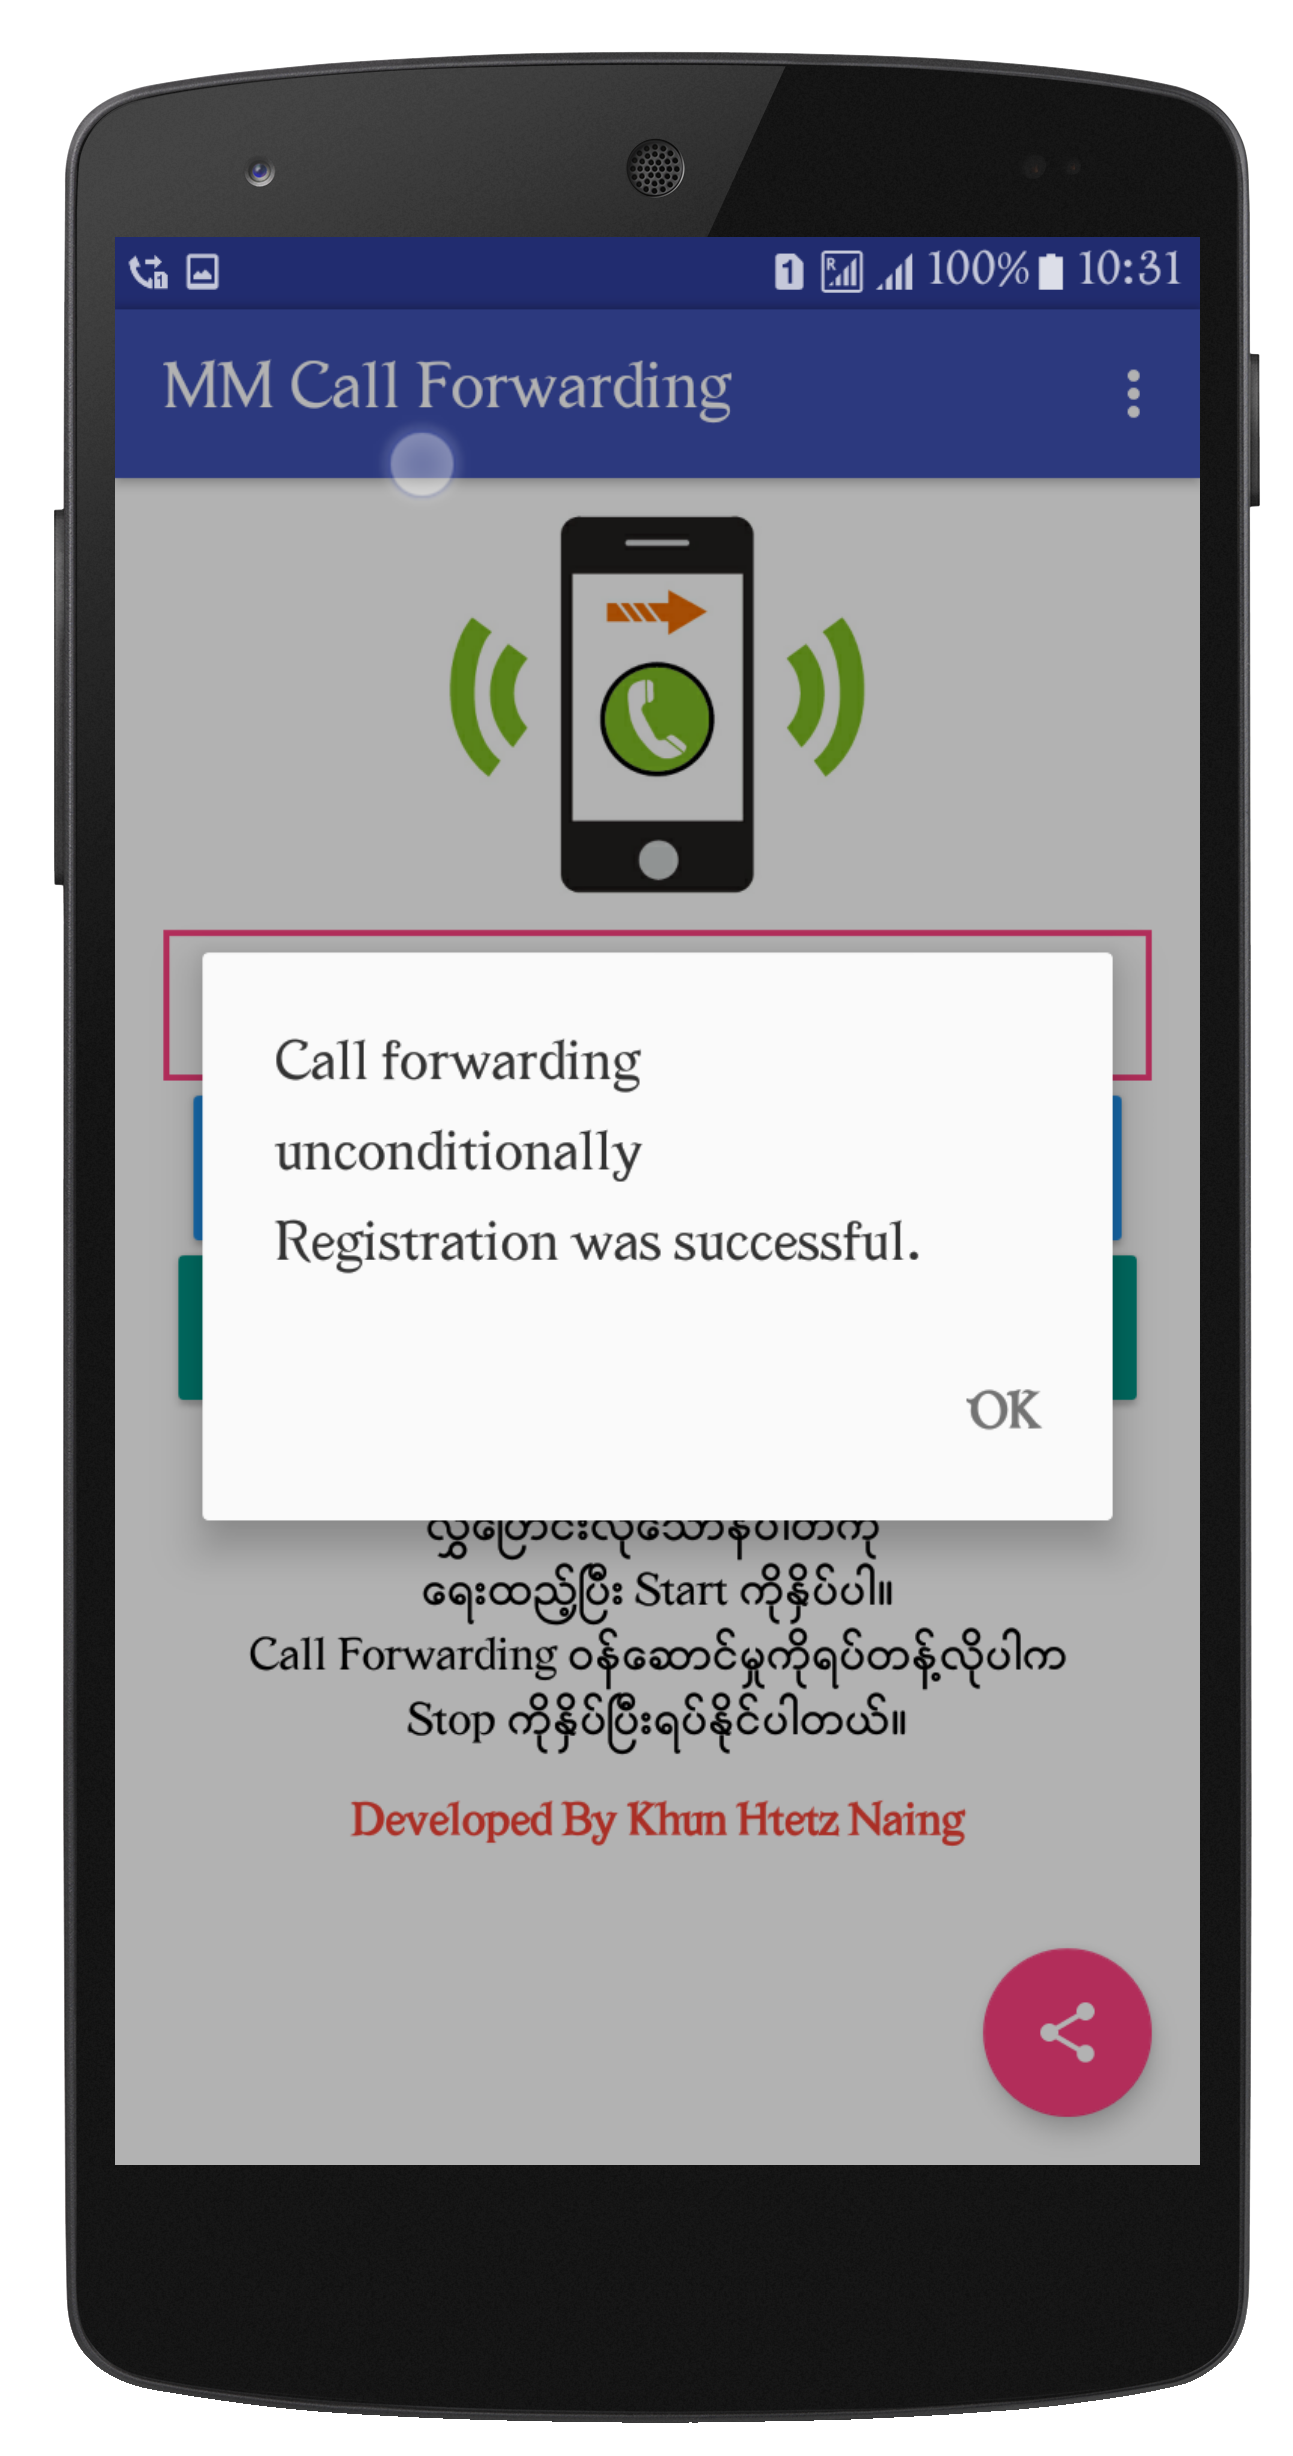 100% 10:31
MM Call Forwarding
Call forwarding
unconditionally
Registration was successful.
OK
ရေးထည့်ပြီး Start ကိုနှိပ်ပါ။
Call Forwarding ဝန်ဆောင်မှုကိုရပ်တန့်လိုပါက
Stop ကိုနှိပ်ပြီးရပ်နိုင်ပါတယ်။
Developed By Khun Htetz Naing